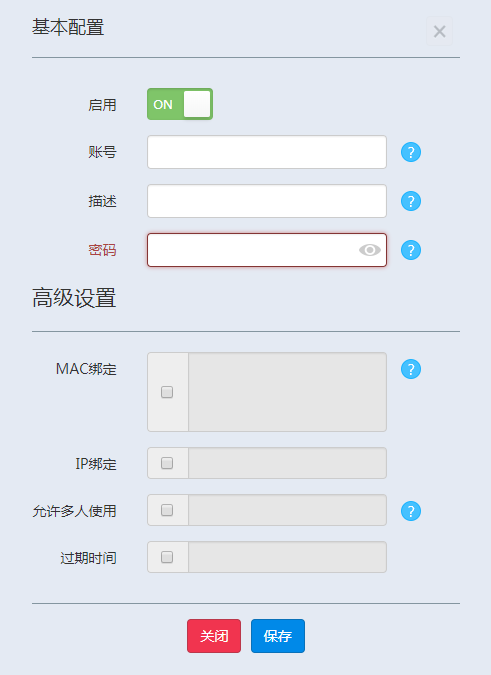 基本配置
×
启用 ON
账号 ?
描述 ?
密码 ?
高级设置
MAC绑定 ?
IP绑定
允许多人使用 ?
过期时间
关闭 保存